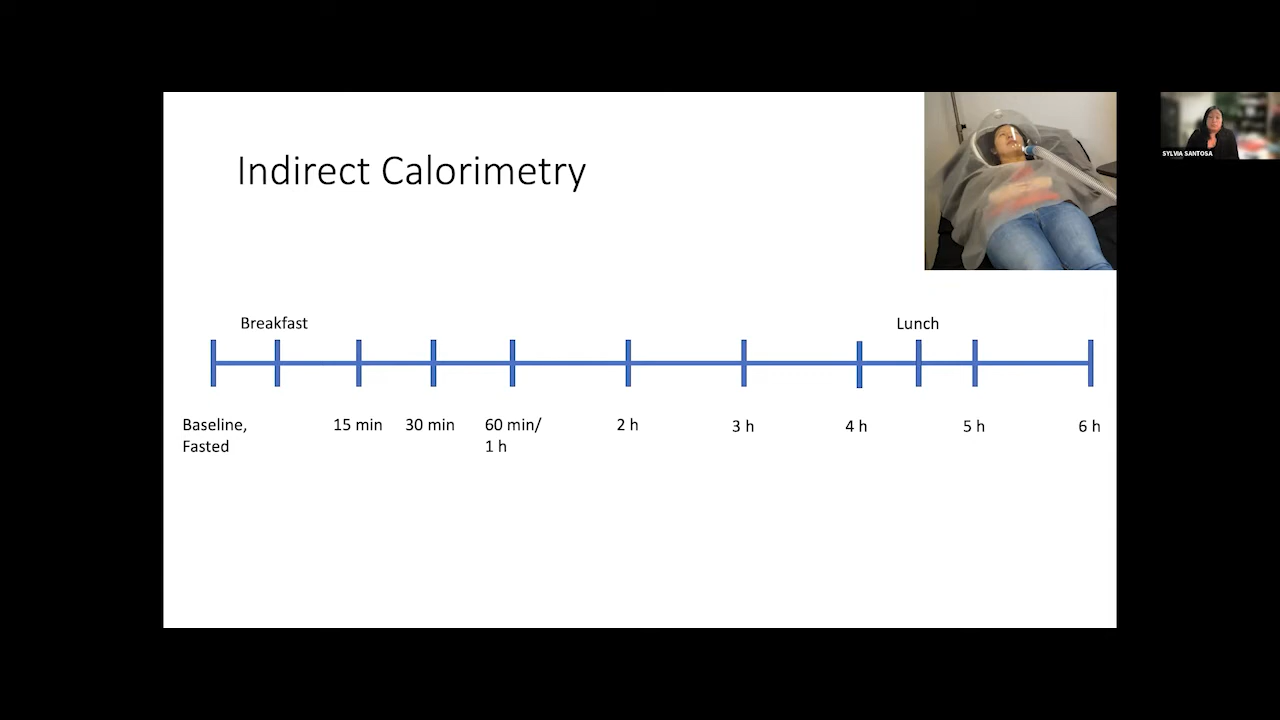 Indirect Calorimetry
SYLVIA SANTOSA
Breakfast
Lunch
Baseline,
Fasted
15 min
30 min
60 min/
1 h
2 h
3 h
4 h
5 h
6 h